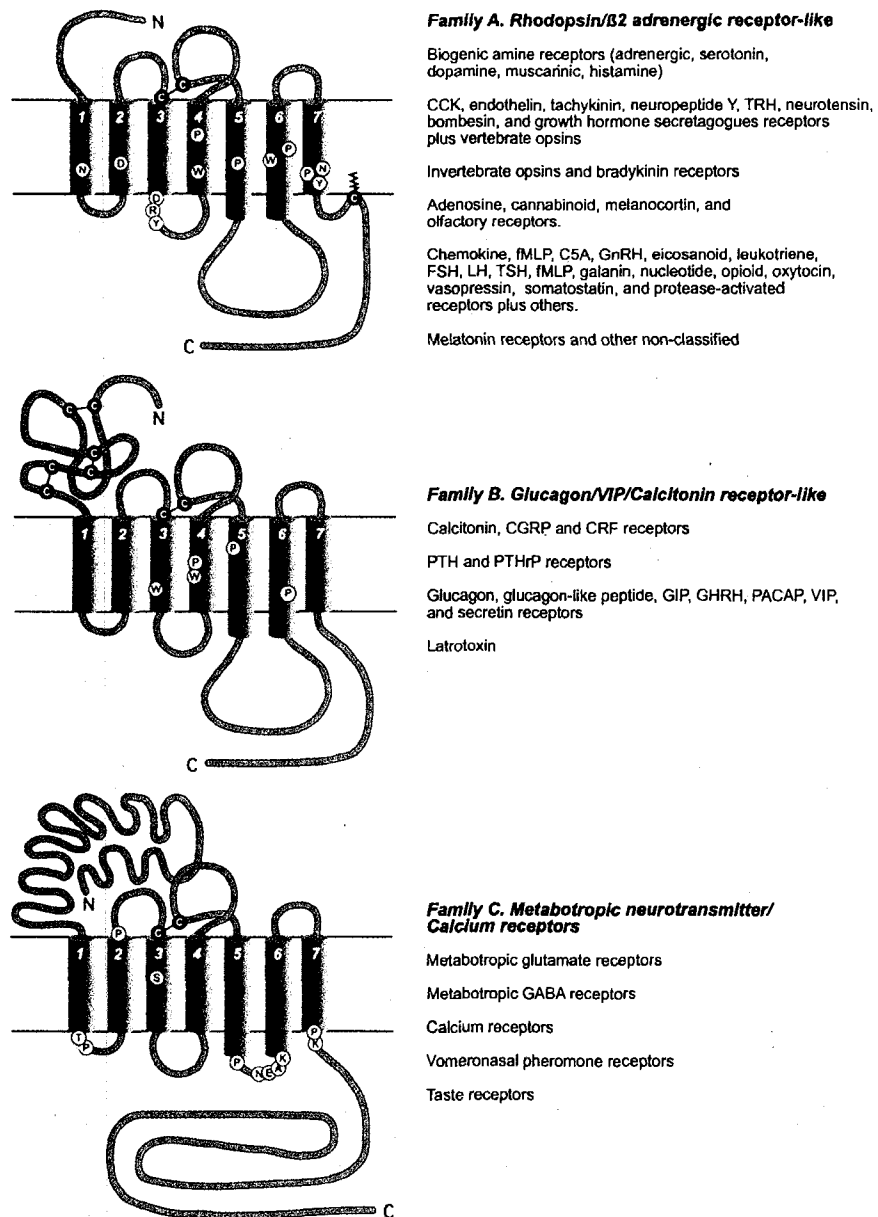 Family A. Rhodopsin/ß2 adrenergic receptor-like
Biogenic amine receptors (adrenergic, serotonin,
dopamine, muscarinic, histamine)
CCK, endothelin, tachykinin, neuropeptide Y, TRH, neurotensin,
bombesin, and growth hormone secretagogues receptors
plus vertebrate opsins
Invertebrate opsins and bradykinin receptors
Adenosine, cannabinoid, melanocortin, and
olfactory receptors.
Chemokine, fMLP, C5A, GnRH, eicosanoid, leukotriene,
FSH, LH, TSH, fMLP, galanin, nucleotide, opioid, oxytocin,
vasopressin, somatostatin, and protease-activated
receptors plus others.
Melatonin receptors and other non-classified
N
C C
1 2 3 4 5 6 7
P
N D W P W P P N Y
D
R
Y
C
C
Family B. Glucagon/VIP/Calcitonin receptor-like
Calcitonin, CGRP and CRF receptors
PTH and PTHrP receptors
Glucagon, glucagon-like peptide, GIP, GHRH, PACAP, VIP,
and secretin receptors
Latrotoxin
C C
N
C
C C
C
C C
1 2 3 4 5 6 7
P
P
W W P
C
Family C. Metabotropic neurotransmitter/
Calcium receptors
Metabotropic glutamate receptors
Metabotropic GABA receptors
Calcium receptors
Vomeronasal pheromone receptors
Taste receptors
N
P C C
1 2 3 4 5 6 7
S
T P
P N E A K
P K
C